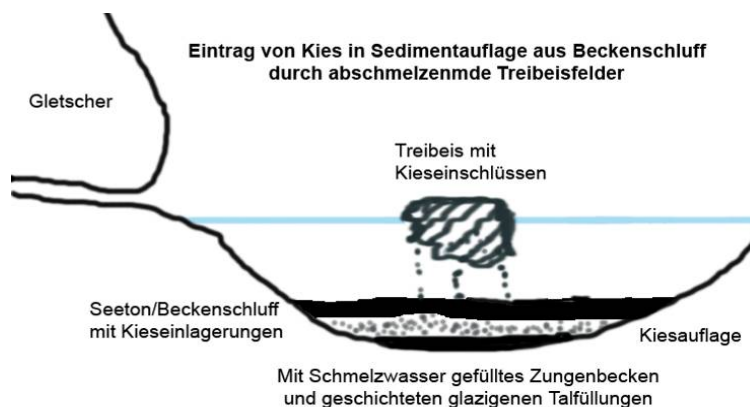 Eintrag von Kies in Sedimentauflage aus Beckenschluff
durch abschmelzenmde Treibeisfelder
Gletscher
Treibeis mit
Kieseinschlüssen
Seeton/Beckenschluff
mit Kieseinlagerungen
Kiesauflage
Mit Schmelzwasser gefülltes Zungenbecken
und geschichteten glazigenen Talfüllungen